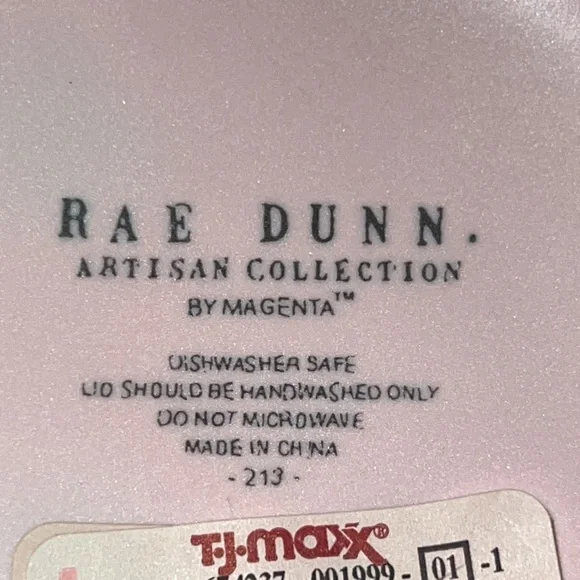 RAE DUNN.
ARTISAN COLLECTION
BY MAGENTA™
DISHWASHER SAFE
LID SHOULD BE HANDWASHED ONLY
DO NOT MICROWAVE
MADE IN CHINA
- 213 -
T·J·maxx®
001999 - 01 -1